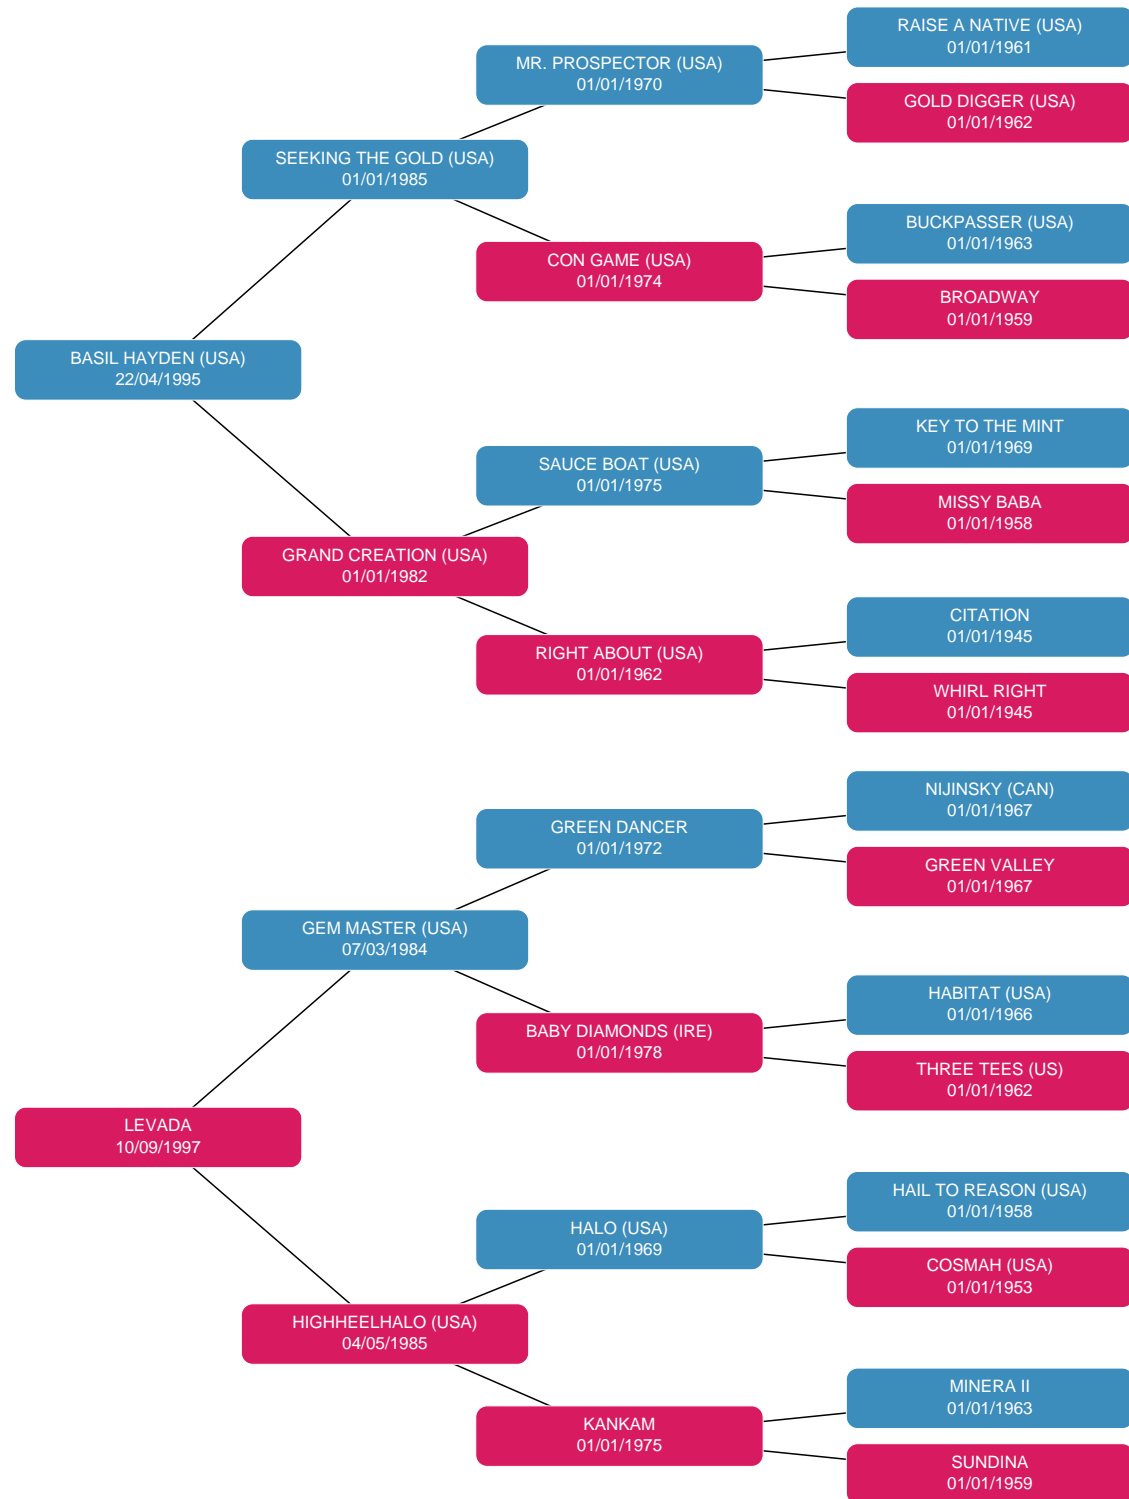 RAISE A NATIVE (USA)
01/01/1961
MR. PROSPECTOR (USA)
01/01/1970
GOLD DIGGER (USA)
01/01/1962
SEEKING THE GOLD (USA)
01/01/1985
BUCKPASSER (USA)
01/01/1963
CON GAME (USA)
01/01/1974
BROADWAY
01/01/1959
BASIL HAYDEN (USA)
22/04/1995
KEY TO THE MINT
01/01/1969
SAUCE BOAT (USA)
01/01/1975
MISSY BABA
01/01/1958
GRAND CREATION (USA)
01/01/1982
CITATION
01/01/1945
RIGHT ABOUT (USA)
01/01/1962
WHIRL RIGHT
01/01/1945
NIJINSKY (CAN)
01/01/1967
GREEN DANCER
01/01/1972
GREEN VALLEY
01/01/1967
GEM MASTER (USA)
07/03/1984
HABITAT (USA)
01/01/1966
BABY DIAMONDS (IRE)
01/01/1978
THREE TEES (US)
01/01/1962
LEVADA
10/09/1997
HAIL TO REASON (USA)
01/01/1958
HALO (USA)
01/01/1969
COSMAH (USA)
01/01/1953
HIGHHEELHALO (USA)
04/05/1985
MINERA II
01/01/1963
KANKAM
01/01/1975
SUNDINA
01/01/1959